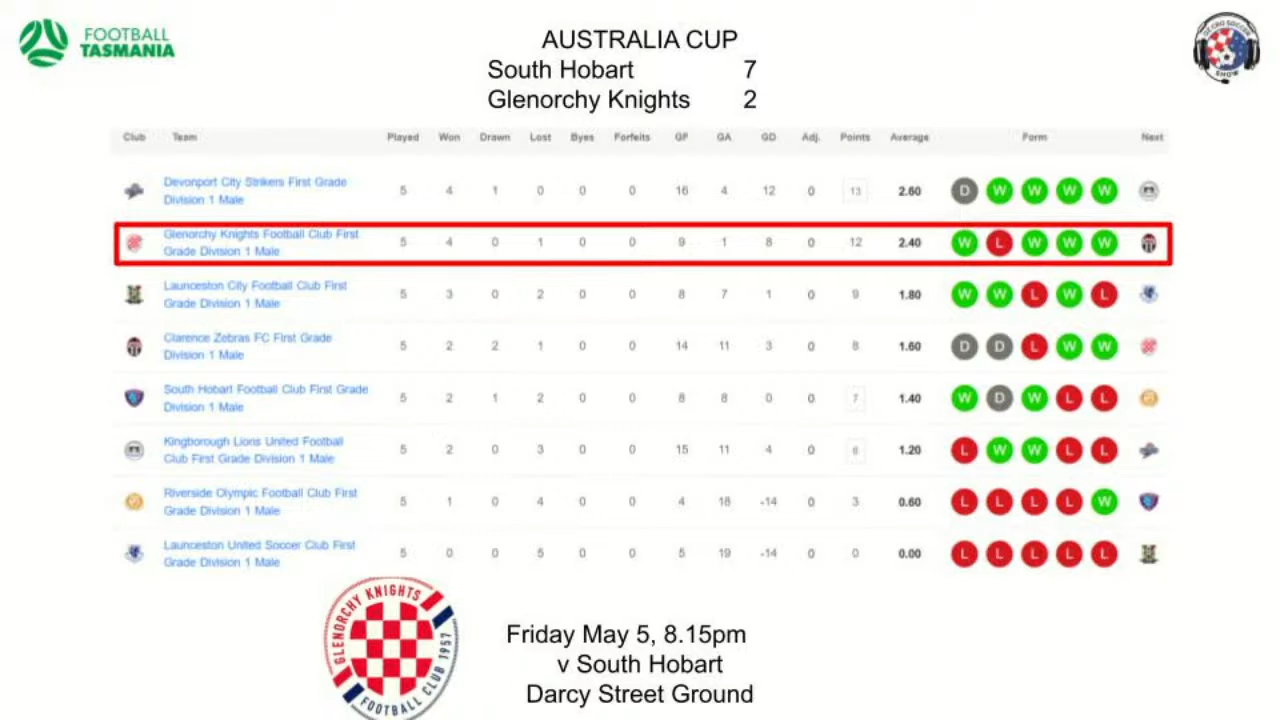 FOOTBALL
TASMANIA
AUSTRALIA CUP
South Hobart 7
Glenorchy Knights 2
SHOW
Club Team Played Won Drawn Lost Byes Forfeits GF GA GD Adj. Points Average Form Next
Devonport City Strikers First Grade
Division 1 Male 5 4 1 0 0 0 16 4 12 0 13 2.60 D W W W W
Glenorchy Knights Football Club First
Grade Division 1 Male 5 4 0 1 0 0 9 1 8 0 12 2.40 W L W W W
Launceston City Football Club First
Grade Division 1 Male 5 3 0 2 0 0 8 7 1 0 9 1.80 W W L W L
Clarence Zebras FC First Grade
Division 1 Male 5 2 2 1 0 0 14 11 3 0 8 1.60 D D L W W
South Hobart Football Club First Grade
Division 1 Male 5 2 1 2 0 0 8 8 0 0 7 1.40 W D W L L
Kingborough Lions United Football
Club First Grade Division 1 Male 5 2 0 3 0 0 15 11 4 0 6 1.20 L W W L L
Riverside Olympic Football Club First
Grade Division 1 Male 5 1 0 4 0 0 4 18 -14 0 3 0.60 L L L L W
Launceston United Soccer Club First
Grade Division 1 Male 5 0 0 5 0 0 5 19 -14 0 0 0.00 L L L L L
GLENORCHY KNIGHTS
FOOTBALL CLUB 1957
Friday May 5, 8.15pm
v South Hobart
Darcy Street Ground